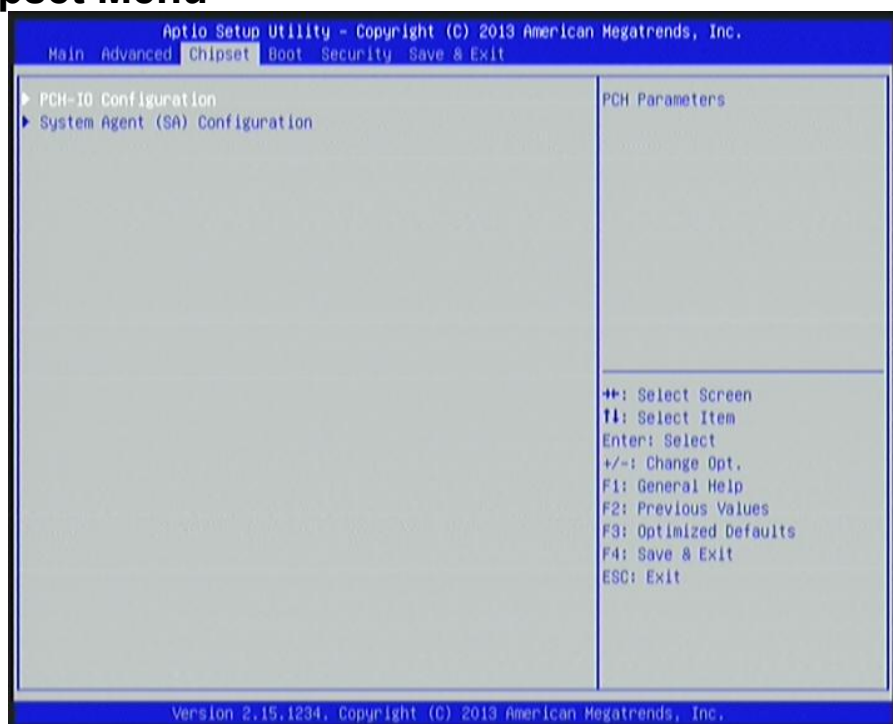 Aptio Setup Utility - Copyright (C) 2013 American Megatrends, Inc.
Main Advanced Chipset Boot Security Save & Exit
PCH-IO Configuration
System Agent (SA) Configuration
PCH Parameters
: Select Screen
↑↓: Select Item
Enter: Select
+/-: Change Opt.
F1: General Help
F2: Previous Values
F3: Optimized Defaults
F4: Save & Exit
ESC: Exit
Version 2.15.1234. Copyright (C) 2013 American Megatrends, Inc.